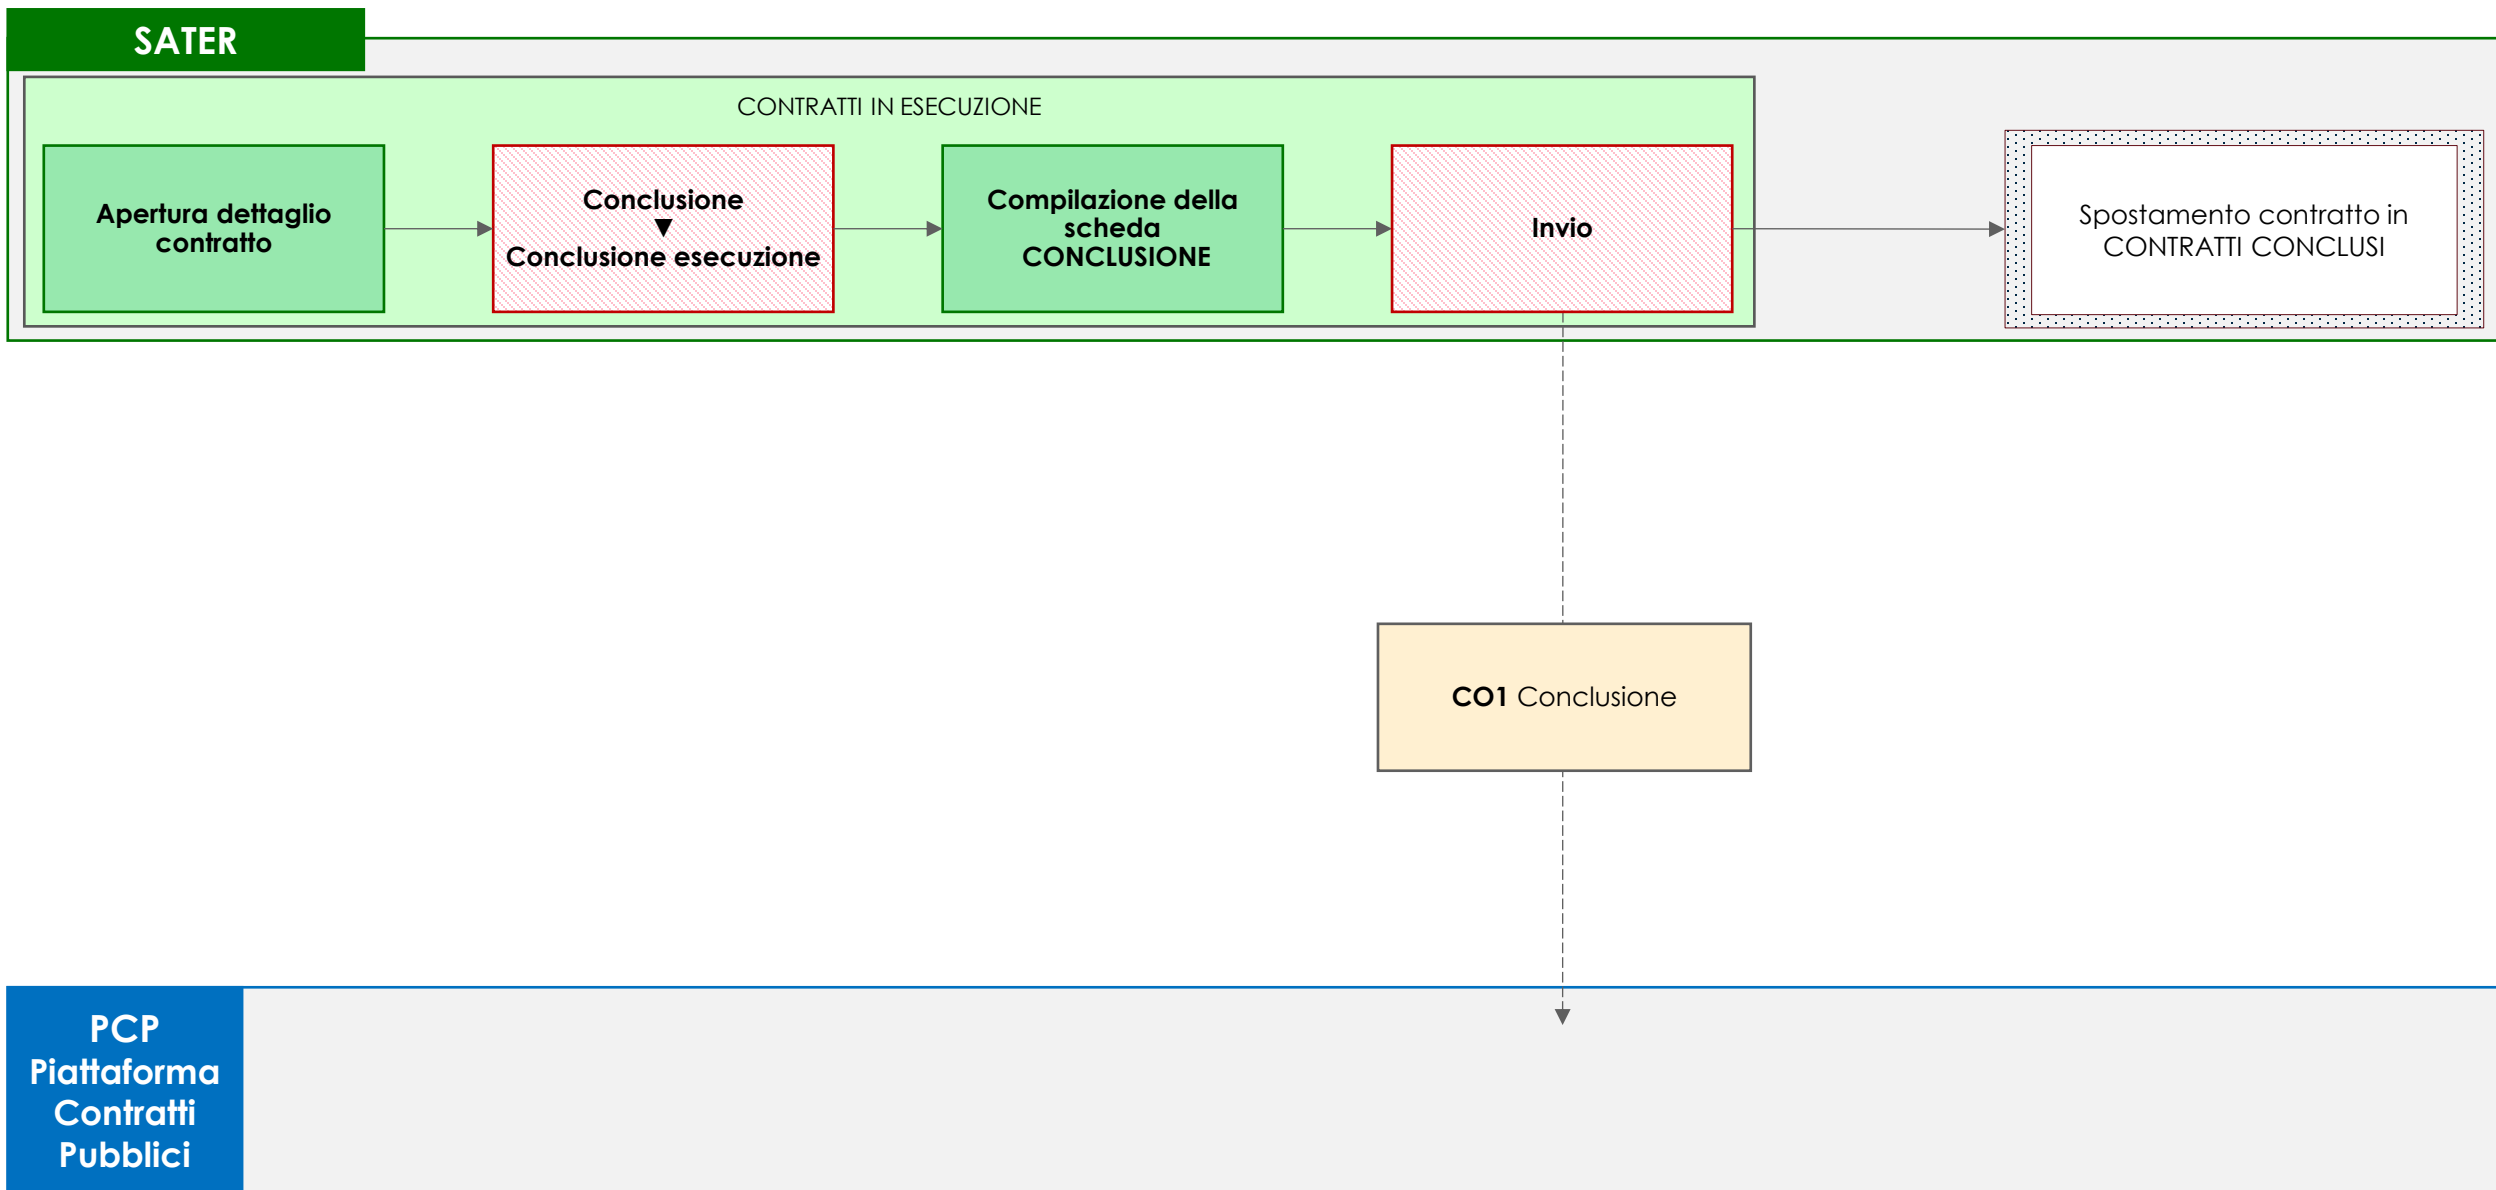 SATER
CONTRATTI IN ESECUZIONE
Apertura dettaglio
contratto
Conclusione
▼
Conclusione esecuzione
Compilazione della
scheda
CONCLUSIONE
Invio
Spostamento contratto in
CONTRATTI CONCLUSI
CO1 Conclusione
PCP
Piattaforma
Contratti
Pubblici